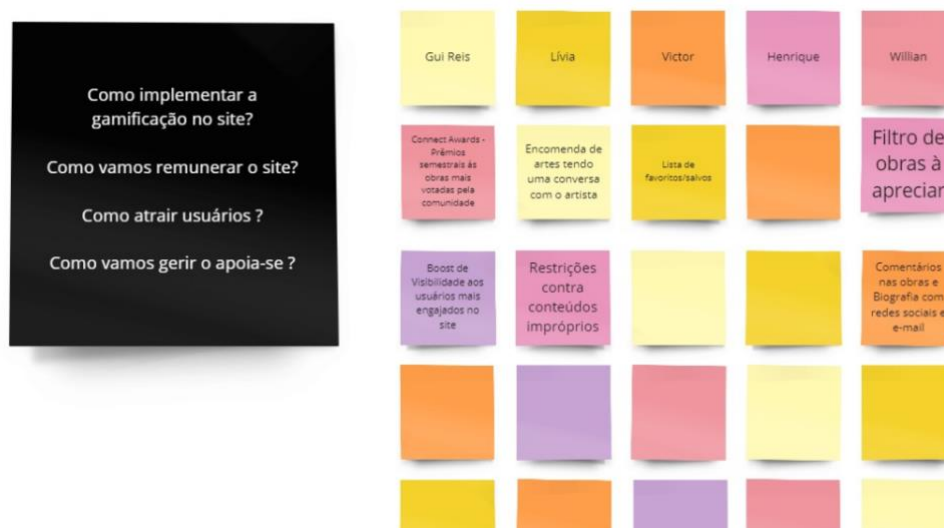 Como implementar a
gamificação no site?
Como vamos remunerar o site?
Como atrair usuários ?
Como vamos gerir o apoia-se ?
Gui Reis
Lívia
Victor
Henrique
Willian
Connect Awards -
Prêmios
semestrais ás
obras mais
votadas pela
comunidade
Encomenda de
artes tendo
uma conversa
com o artista
Lista de
favoritos/salvos
Filtro de
obras à
apreciar
Boost de
Visibilidade aos
usuários mais
engajados no
site
Restrições
contra
conteúdos
impróprios
Comentários
nas obras e
Biografia com
redes sociais e
e-mail